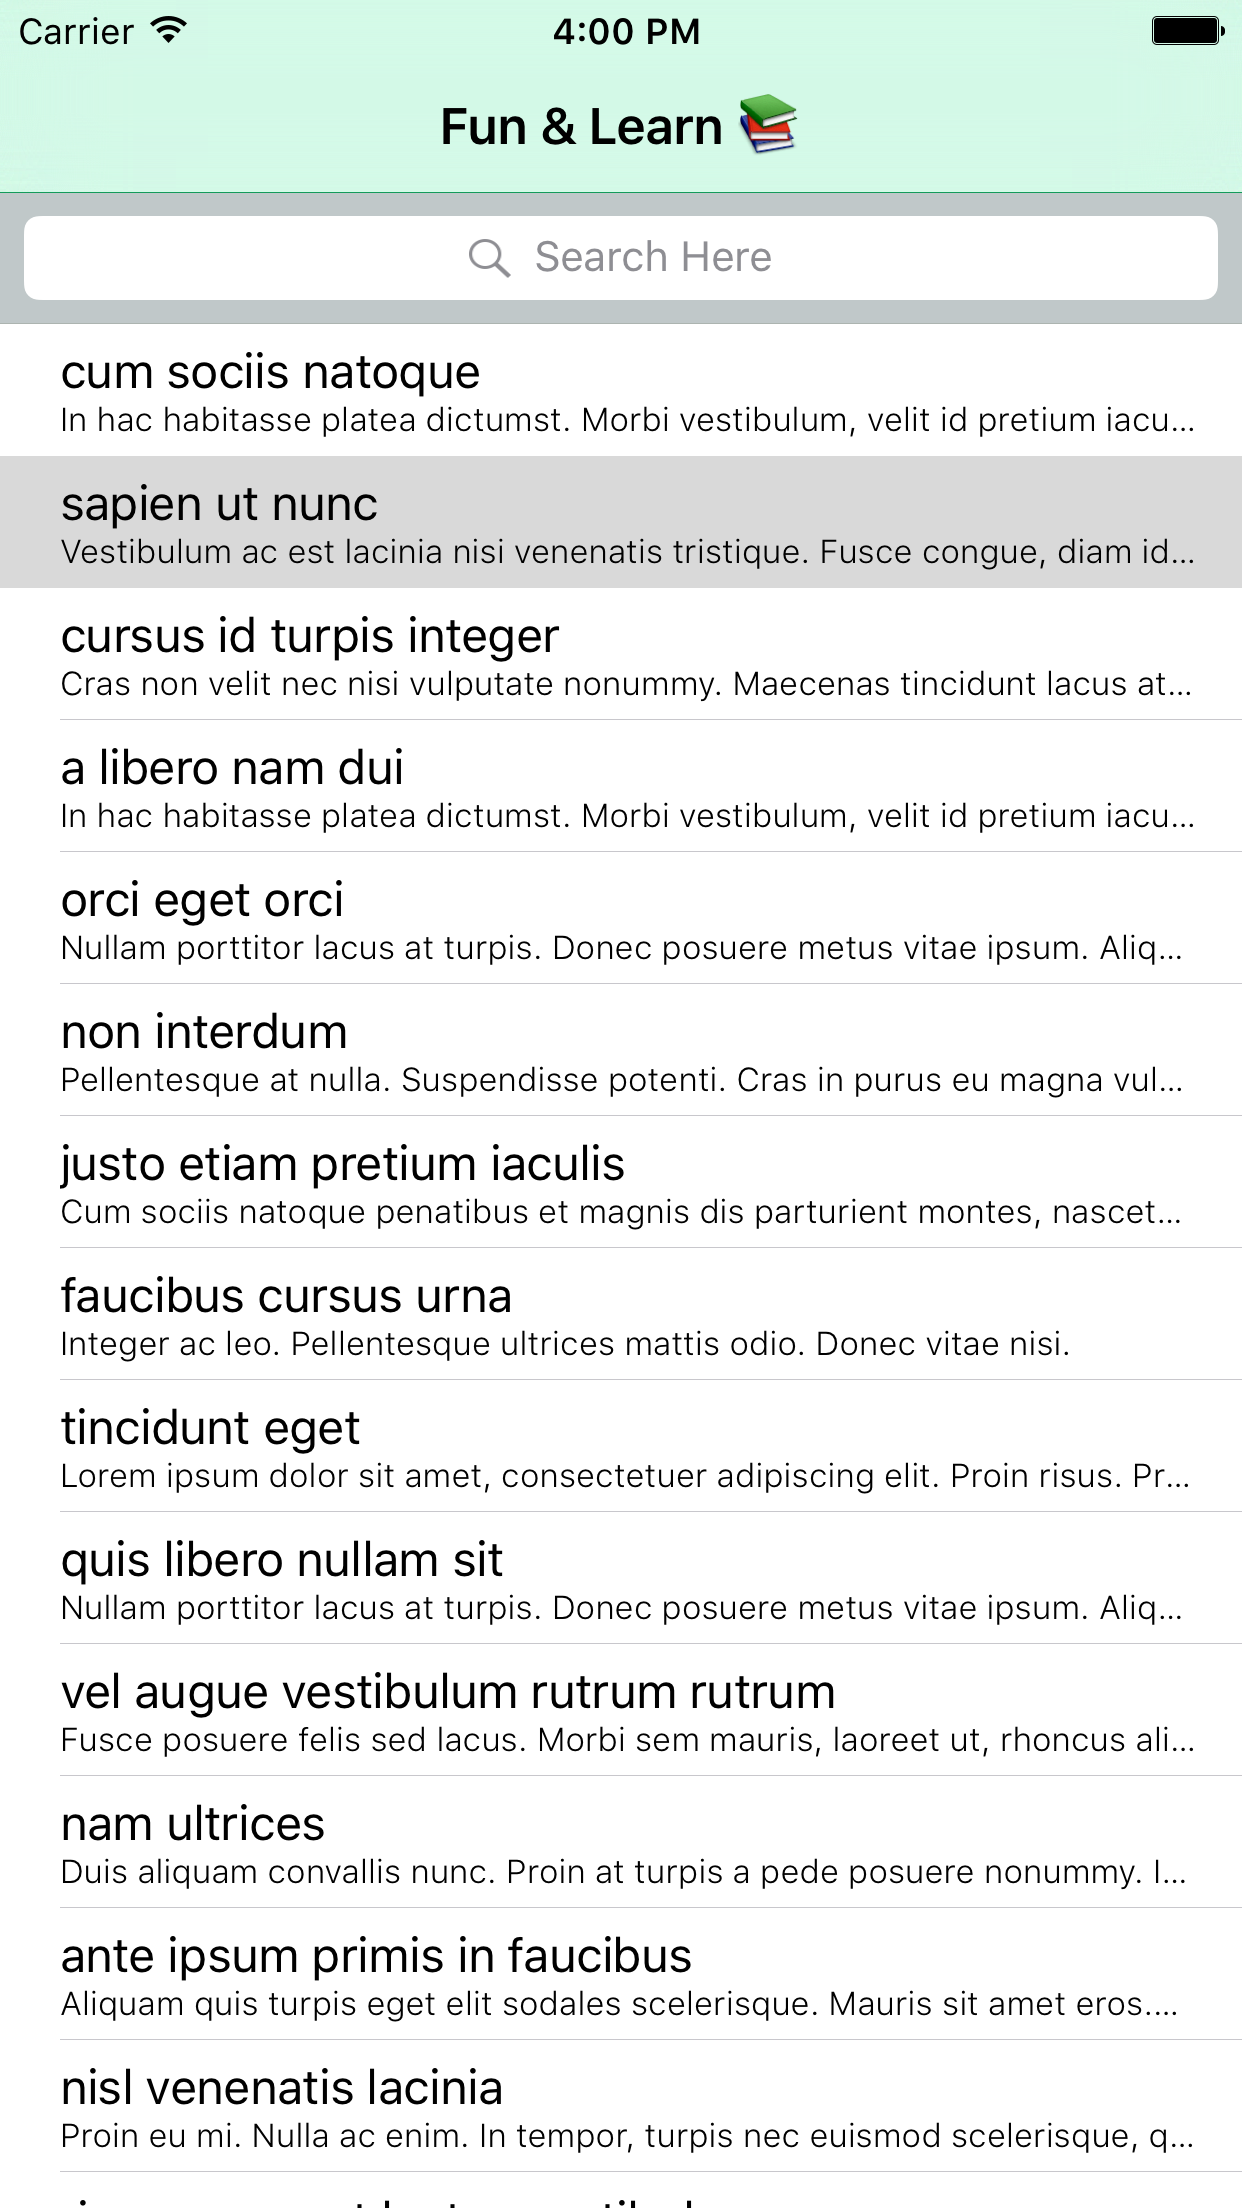 Carrier 4:00 PM
Fun & Learn
Search Here
cum sociis natoque
In hac habitasse platea dictumst. Morbi vestibulum, velit id pretium iacu...
sapien ut nunc
Vestibulum ac est lacinia nisi venenatis tristique. Fusce congue, diam id...
cursus id turpis integer
Cras non velit nec nisi vulputate nonummy. Maecenas tincidunt lacus at...
a libero nam dui
In hac habitasse platea dictumst. Morbi vestibulum, velit id pretium iacu...
orci eget orci
Nullam porttitor lacus at turpis. Donec posuere metus vitae ipsum. Aliq...
non interdum
Pellentesque at nulla. Suspendisse potenti. Cras in purus eu magna vul...
justo etiam pretium iaculis
Cum sociis natoque penatibus et magnis dis parturient montes, nascet...
faucibus cursus urna
Integer ac leo. Pellentesque ultrices mattis odio. Donec vitae nisi.
tincidunt eget
Lorem ipsum dolor sit amet, consectetuer adipiscing elit. Proin risus. Pr...
quis libero nullam sit
Nullam porttitor lacus at turpis. Donec posuere metus vitae ipsum. Aliq...
vel augue vestibulum rutrum rutrum
Fusce posuere felis sed lacus. Morbi sem mauris, laoreet ut, rhoncus ali...
nam ultrices
Duis aliquam convallis nunc. Proin at turpis a pede posuere nonummy. I...
ante ipsum primis in faucibus
Aliquam quis turpis eget elit sodales scelerisque. Mauris sit amet eros....
nisl venenatis lacinia
Proin eu mi. Nulla ac enim. In tempor, turpis nec euismod scelerisque, q...